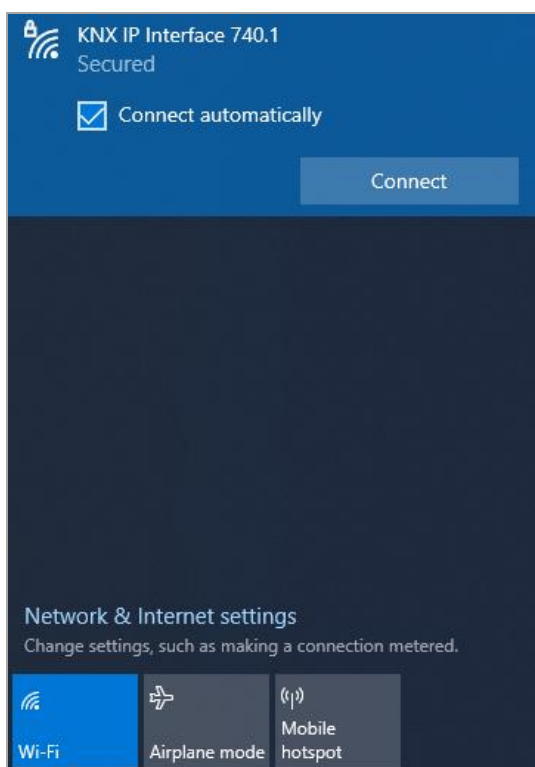 KNX IP Interface 740.1
Secured
Connect automatically
Connect
Network & Internet settings
Change settings, such as making a connection metered.
Wi-Fi
Airplane mode
Mobile
hotspot